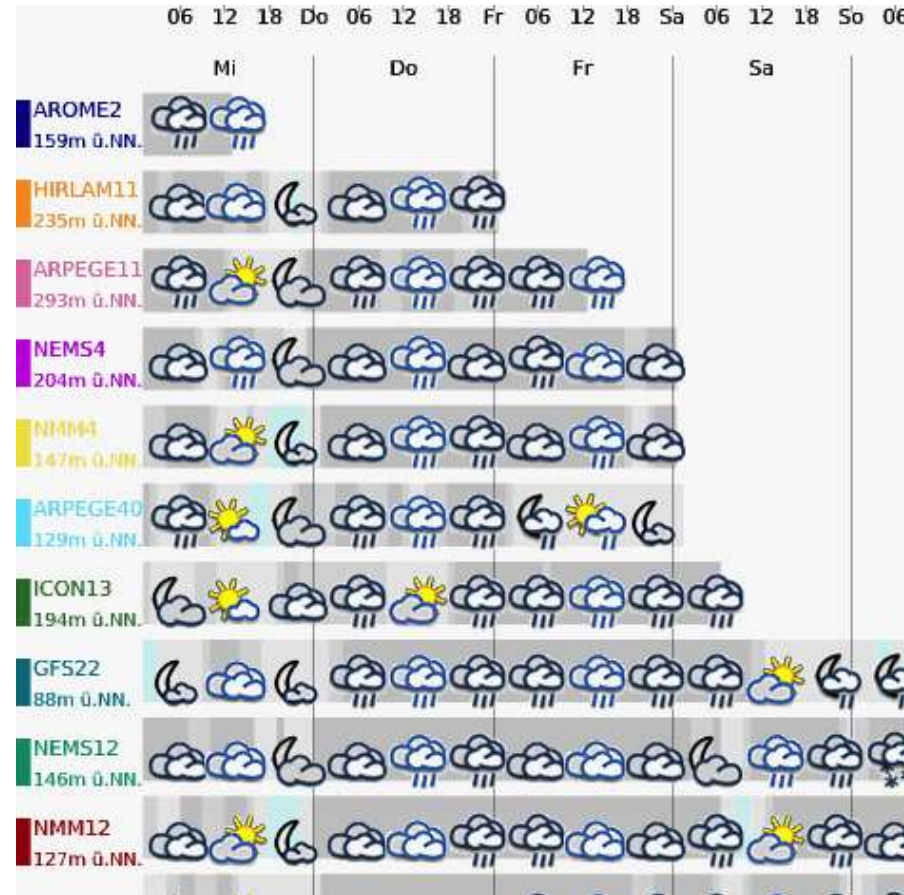 06 12 18 Do 06 12 18 Fr 06 12 18 Sa 06 12 18 So 06
Mi Do Fr Sa
AROME2
159m ü.NN.
HIRLAM11
235m ü.NN.
ARPEGE11
293m ü.NN.
NEMS4
204m ü.NN.
NMM4
147m ü.NN.
ARPEGE40
129m ü.NN.
ICON13
194m ü.NN.
GFS22
88m ü.NN.
NEMS12
146m ü.NN.
NMM12
127m ü.NN.